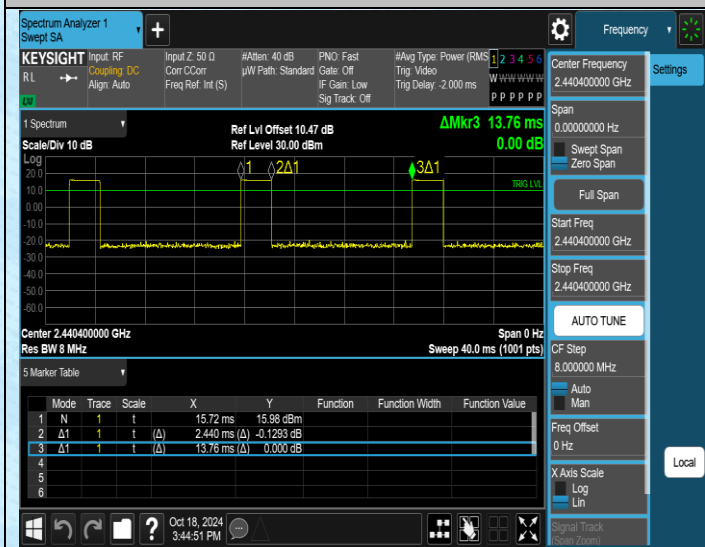 Spectrum Analyzer 1
Swept SA
+
Frequency
KEYSIGHT Input: RF Input Z: 50 Ω #Atten: 40 dB PNO: Fast #Avg Type: Power (RMS 1 2 3 4 5 6
RL Coupling: DC Corr CCorr µW Path: Standard Gate: Off Trig: Video
Align: Auto Freq Ref: Int (S) IF Gain: Low Trig Delay: -2.000 ms W W W W W W
Sig Track: Off P P P P P P
LXI
1 Spectrum
Scale/Div 10 dB
Ref Lvl Offset 10.47 dB
Ref Level 30.00 dBm
ΔMkr3 13.76 ms
0.00 dB
Log
1 2Δ1 3Δ1
TRIG LVL
20.0
10.0
0.00
-10.0
-20.0
-30.0
-40.0
-50.0
-60.0
Center 2.440400000 GHz Span 0 Hz
Res BW 8 MHz Sweep 40.0 ms (1001 pts)
5 Marker Table
Mode Trace Scale X Y Function Function Width Function Value
1 N 1 t 15.72 ms 15.98 dBm
2 Δ1 1 t (Δ) 2.440 ms (Δ) -0.1293 dB
3 Δ1 1 t (Δ) 13.76 ms (Δ) 0.000 dB
4
5
6
Center Frequency
2.440400000 GHz
Settings
Span
0.00000000 Hz
Swept Span
Zero Span
Full Span
Start Freq
2.440400000 GHz
Stop Freq
2.440400000 GHz
AUTO TUNE
CF Step
8.000000 MHz
Auto
Man
Freq Offset
0 Hz
X Axis Scale
Log
Lin
Signal Track
(Span Zoom)
Local
?
Oct 18, 2024
3:44:51 PM